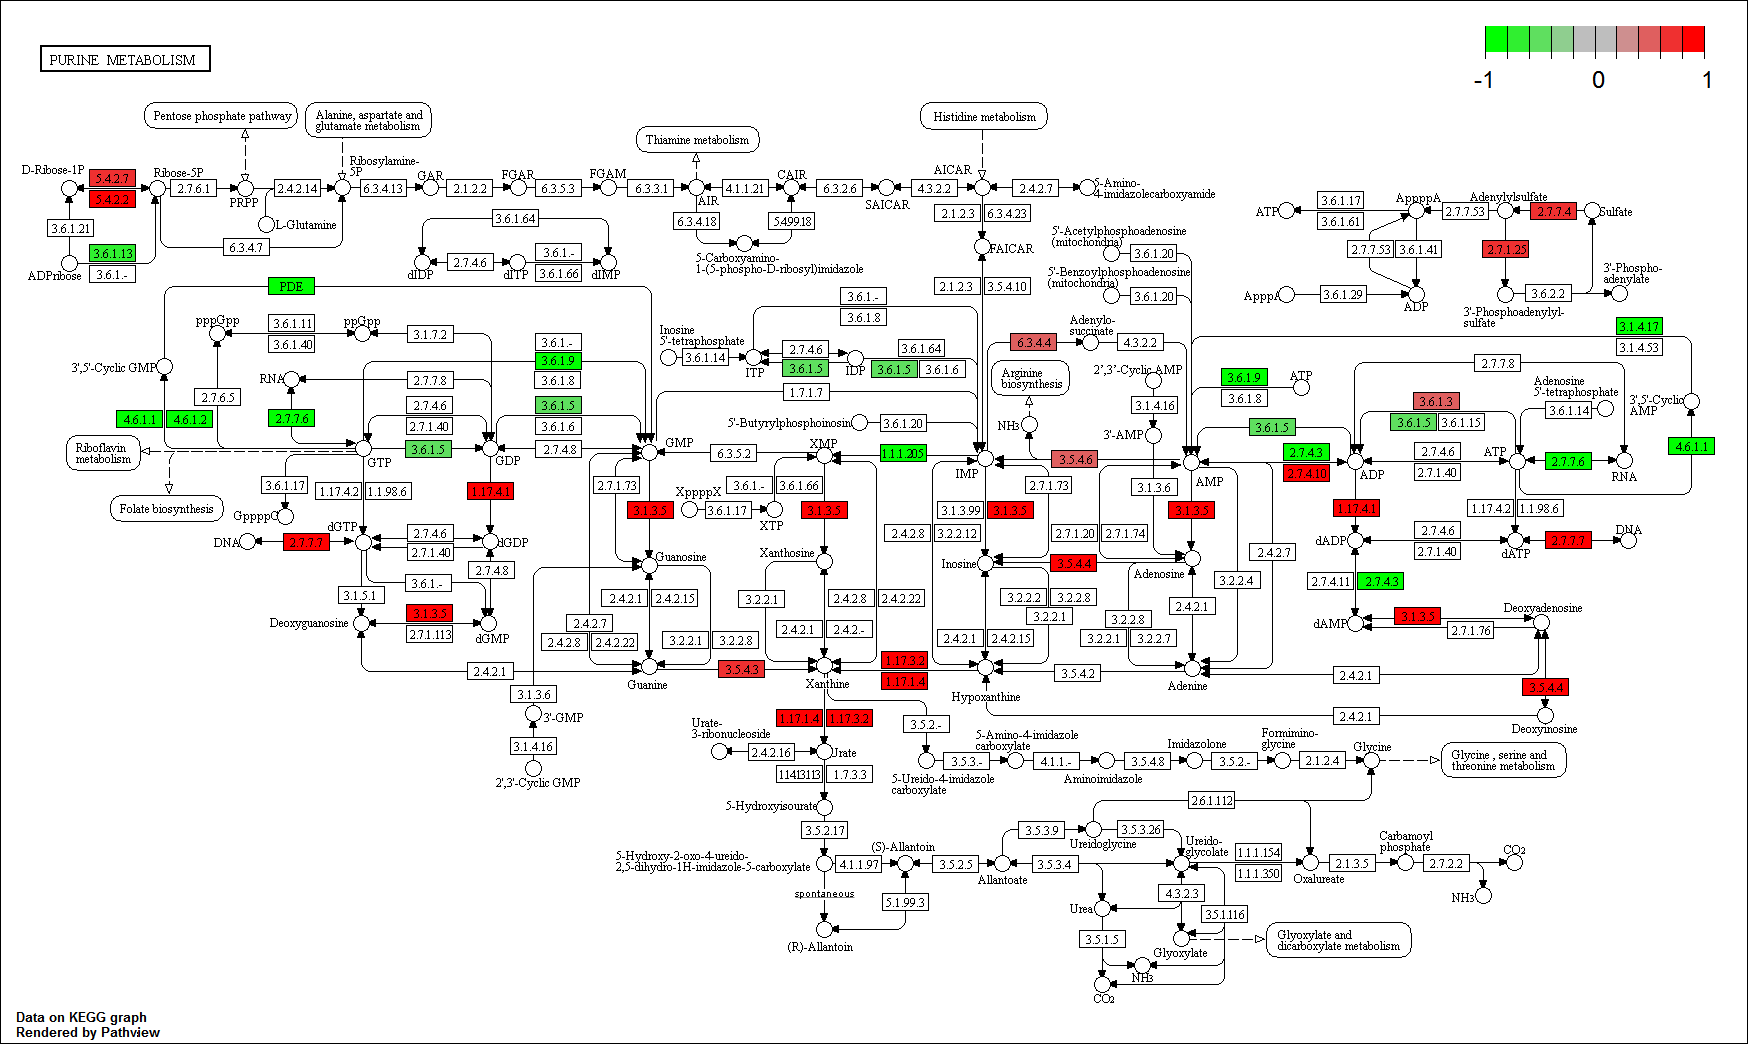 PURINE METABOLISM
-1
0
1
Pentose phosphate pathway
Alanine, aspartate and
glutamate metabolism
Thiamine metabolism
Histidine metabolism
D-Ribose-1P
5.4.2.7
5.4.2.2
Ribose-5P
2.7.6.1
PRPP
2.4.2.14
Ribosylamine-
5P
6.3.4.13
GAR
2.1.2.2
FGAR
6.3.5.3
FGAM
6.3.3.1
AIR
4.1.1.21
CAIR
6.3.2.6
SAICAR
4.3.2.2
AICAR
2.4.2.7
5-Amino-
4-imidazolecarboxyamide
3.6.1.21
L-Glutamine
6.3.4.7
3.6.1.13
3.6.1.-
ADPribose
3.6.1.64
dIDP
2.7.4.6
dITP
3.6.1.-
3.6.1.66
dIMP
6.3.4.18
5.4.99.18
5-Carboxyamino-
1-(5-phospho-D-ribosyl)imidazole
2.1.2.3
6.3.4.23
FAICAR
2.1.2.3
3.5.4.10
5'-Acetylphosphoadenosine
(mitochondria)
3.6.1.20
5'-Benzoylphosphoadenosine
(mitochondria)
3.6.1.20
ATP
3.6.1.17
3.6.1.61
AppppA
2.7.7.53
Adenylylsulfate
2.7.7.4
Sulfate
2.7.7.53
3.6.1.41
2.7.1.25
ApppA
3.6.1.29
ADP
3.6.2.2
3'-Phospho-
adenylate
3'-Phosphoadenylyl-
sulfate
PDE
pppGpp
3.6.1.11
3.6.1.40
ppGpp
3.1.7.2
3',5'-Cyclic GMP
RNA
2.7.6.5
2.7.7.8
3.6.1.-
3.6.1.9
3.6.1.8
3.6.1.5
3.6.1.6
4.6.1.1
4.6.1.2
2.7.7.6
2.7.4.6
2.7.1.40
3.6.1.5
2.7.4.8
Riboflavin
metabolism
GTP
GDP
GMP
Folate biosynthesis
Inosine
5'-tetraphosphate
3.6.1.14
ITP
2.7.4.6
3.6.1.5
IDP
3.6.1.-
3.6.1.8
3.6.1.64
3.6.1.5
3.6.1.6
1.7.1.7
5'-Butyrylphosphoinosine
3.6.1.20
6.3.4.4
Adenylo-
succinate
4.3.2.2
Arginine
biosynthesis
NH3
2',3'-Cyclic AMP
3.1.4.16
3'-AMP
3.5.4.6
3.1.3.6
3.6.1.9
3.6.1.8
ATP
3.6.1.5
2.7.4.3
2.7.4.10
3.1.4.17
3.1.4.53
2.7.7.8
3.6.1.3
3.6.1.5
3.6.1.15
Adenosine
5'-tetraphosphate
3.6.1.14
3',5'-Cyclic
AMP
4.6.1.1
2.7.4.6
2.7.1.40
ATP
2.7.7.6
RNA
ADP
AMP
IMP
XMP
6.3.5.2
1.1.1.205
3.6.1.17
GppppG
1.17.4.2
1.1.98.6
1.17.4.1
2.7.1.73
3.1.3.5
XppppX
3.6.1.17
XTP
3.6.1.-
3.6.1.66
3.1.3.5
2.7.1.73
3.1.3.99
3.1.3.5
2.4.2.8
3.2.2.12
2.7.1.20
2.7.1.74
3.1.3.5
1.17.4.1
1.17.4.2
1.1.98.6
DNA
2.7.7.7
dGTP
2.7.4.6
2.7.1.40
dGDP
3.6.1.-
2.7.4.8
3.1.5.1
3.1.3.5
2.7.1.113
Deoxyguanosine
dGMP
Guanosine
Xanthosine
Inosine
3.5.4.4
Adenosine
2.4.2.7
dADP
2.7.4.6
2.7.1.40
dATP
2.7.7.7
DNA
2.7.4.11
2.7.4.3
2.4.2.1
2.4.2.15
3.2.2.1
2.4.2.8
2.4.2.22
3.2.2.2
3.2.2.8
3.2.2.1
3.2.2.4
2.4.2.1
2.4.2.7
2.4.2.8
2.4.2.22
3.2.2.1
3.2.2.8
2.4.2.1
2.4.2.-
2.4.2.1
2.4.2.15
3.2.2.8
3.2.2.1
3.2.2.7
dAMP
3.1.3.5
2.7.1.76
Deoxyadenosine
2.4.2.1
Guanine
3.5.4.3
Xanthine
1.17.3.2
1.17.1.4
Hypoxanthine
3.5.4.2
Adenine
2.4.2.1
3.5.4.4
2.4.2.1
Deoxyinosine
3.1.3.6
3'-GMP
3.1.4.16
2',3'-Cyclic GMP
1.17.1.4
1.17.3.2
Urate-
3-ribonucleoside
2.4.2.16
Urate
3.5.2.-
1.14.13.113
1.7.3.3
5-Hydroxyisourate
3.5.2.17
5-Ureido-4-imidazole
carboxylate
3.5.3.-
5-Amino-4-imidazole
carboxylate
4.1.1.-
Aminoimidazole
3.5.4.8
Imidazolone
3.5.2.-
Formimino-
glycine
2.1.2.4
Glycine
Glycine , serine and
threonine metabolism
2.6.1.112
5-Hydroxy-2-oxo-4-ureido-
2,5-dihydro-1H-imidazole-5-carboxylate
4.1.1.97
(S)-Allantoin
3.5.2.5
Allantoate
3.5.3.9
Ureidoglycine
3.5.3.26
3.5.3.4
Ureido-
glycolate
1.1.1.154
1.1.1.350
Oxalureate
2.1.3.5
Carbamoyl
phosphate
2.7.2.2
CO2
NH3
spontaneous
5.1.99.3
(R)-Allantoin
Urea
4.3.2.3
3.5.1.116
3.5.1.5
Glyoxylate
Glyoxylate and
dicarboxylate metabolism
NH3
CO2
Data on KEGG graph
Rendered by Pathview